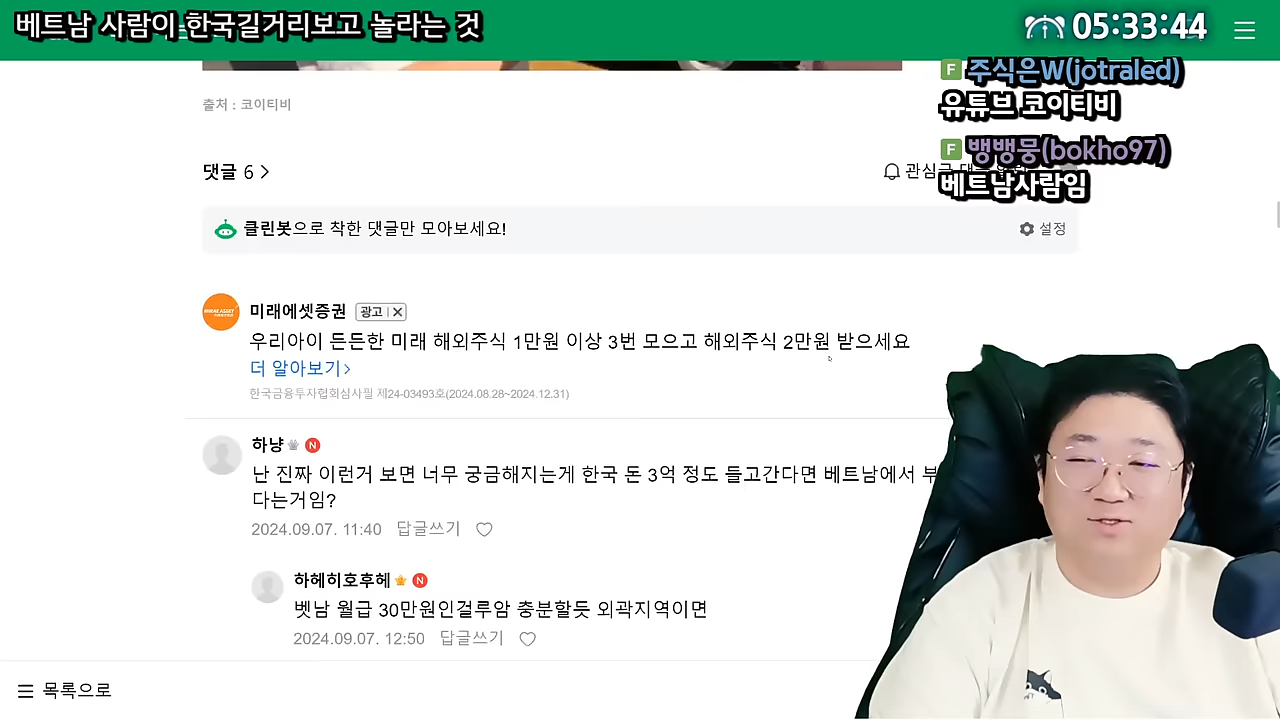 베트남 사람이 한국길거리보고 놀라는 것
05:33:44
F 주식은W(jotraled)
유튜브 코이티비
F 뱅뱅뭉(bokho97)
베트남사람임
출처 : 코이티비
댓글 6
관심글 댓글
클린봇으로 착한 댓글만 모아보세요!
설정
미래에셋증권 광고
우리아이 든든한 미래 해외주식 1만원 이상 3번 모으고 해외주식 2만원 받으세요
더 알아보기
한국금융투자협회심사필 제24-03493호(2024.08.28~2024.12.31)
하냥 N
난 진짜 이런거 보면 너무 궁금해지는게 한국 돈 3억 정도 들고간다면 베트남에서 부
다는거임?
2024.09.07. 11:40 답글쓰기
하헤히호후헤 N
벳남 월급 30만원인걸루암 충분할듯 외곽지역이면
2024.09.07. 12:50 답글쓰기
목록으로